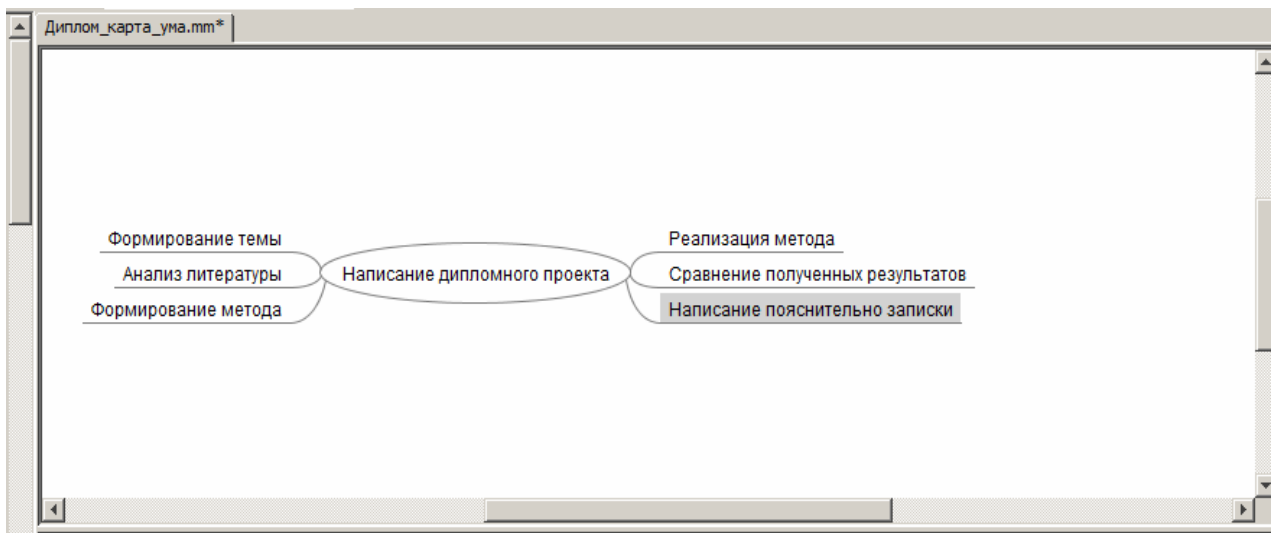 Диплом_карта_ума.mm*
Формирование темы
Анализ литературы
Формирование метода
Написание дипломного проекта
Реализация метода
Сравнение полученных результатов
Написание пояснительно записки